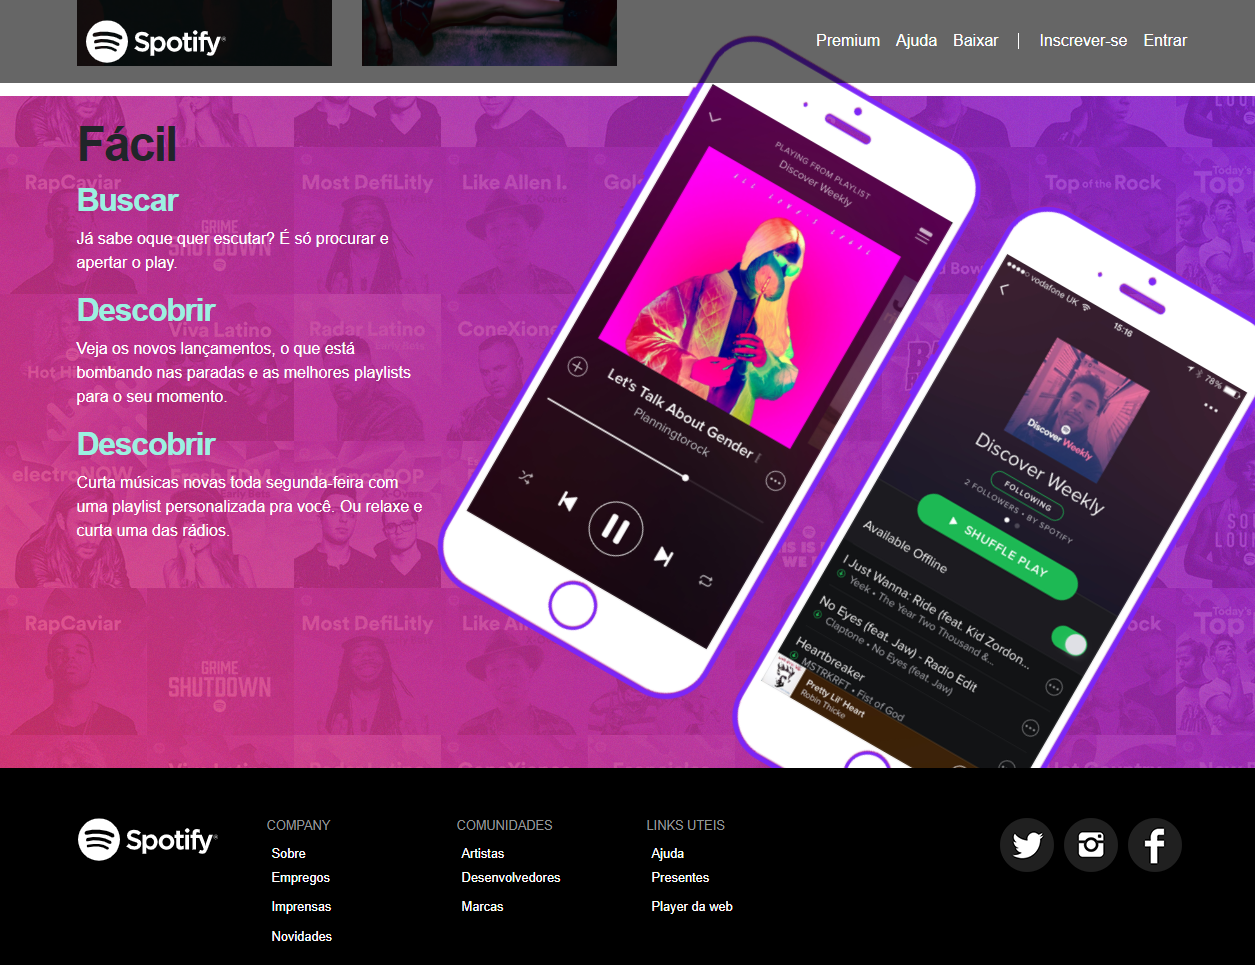 Spotify®
Premium Ajuda Baixar | Inscrever-se Entrar
Fácil
Buscar
Já sabe oque quer escutar? É só procurar e
apertar o play.
Descobrir
Veja os novos lançamentos, o que está
bombando nas paradas e as melhores playlists
para o seu momento.
Descobrir
Curta músicas novas toda segunda-feira com
uma playlist personalizada pra você. Ou relaxe e
curta uma das rádios.
RapCaviar
GRIME
SHUTDOWN
Most DefiLitly
Like Allen I.
Top of the Rock
Today's
Top
Viva Latino
Radar Latino
electroNOW
Fresh EDM
#dancePOP
RapCaviar
GRIME
SHUTDOWN
Most DefiLitly
Today's
Top
PLAYING FROM PLAYLIST
Discover Weekly
Let's Talk About Gender
Planningtorock
vodafone UK
15:16
78%
Discover Weekly
Discover Weekly
FOLLOWING
2 FOLLOWERS • BY SPOTIFY
SHUFFLE PLAY
Available Offline
I Just Wanna: Ride (feat. Kid Zordon...
Yeek • The Year Two Thousand &...
No Eyes (feat. Jaw) - Radio Edit
Claptone • No Eyes (feat. Jaw)
Heartbreaker
MSTRKRFT • Fist of God
Pretty Lil' Heart
Robin Thicke
Spotify®
COMPANY
Sobre
Empregos
Imprensas
Novidades
COMUNIDADES
Artistas
Desenvolvedores
Marcas
LINKS UTEIS
Ajuda
Presentes
Player da web